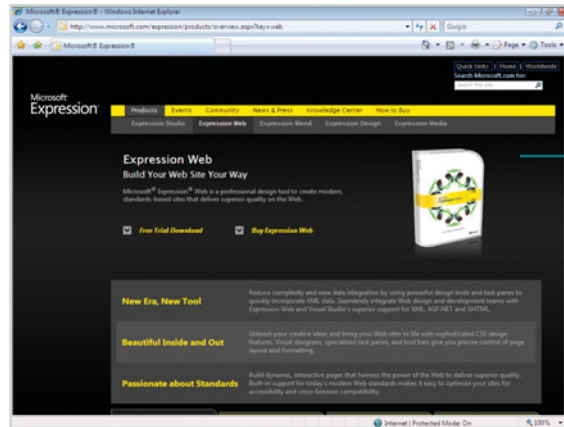 Microsoft® Expression® - Windows Internet Explorer
http://www.microsoft.com/expression/products/overview.aspx?key=web
Google
Microsoft® Expression®
Page
Tools
Quick Links | Home | Worldwide
Search Microsoft.com for:
Microsoft
Expression
Products Events Community News & Press Knowledge Center How to Buy
Expression Studio Expression Web Expression Blend Expression Design Expression Media
Expression Web
Build Your Web Site Your Way
Microsoft® Expression® Web is a professional design tool to create modern,
standards-based sites that deliver superior quality on the Web.
Free Trial Download Buy Expression Web
New Era, New Tool
Reduce complexity and ease data integration by using powerful design tools and task panes to
quickly incorporate XML data. Seamlessly integrate Web design and development teams with
Expression Web and Visual Studio's superior support for XML, ASP.NET and XHTML.
Beautiful Inside and Out
Unleash your creative ideas and bring your Web sites to life with sophisticated CSS design
features. Visual designers, specialized task panes, and tool bars give you precise control of page
layout and formatting.
Passionate about Standards
Build dynamic, interactive pages that harness the power of the Web to deliver superior quality.
Built-in support for today's modern Web standards makes it easy to optimize your sites for
accessibility and cross-browser compatibility.
Internet | Protected Mode: On
100%